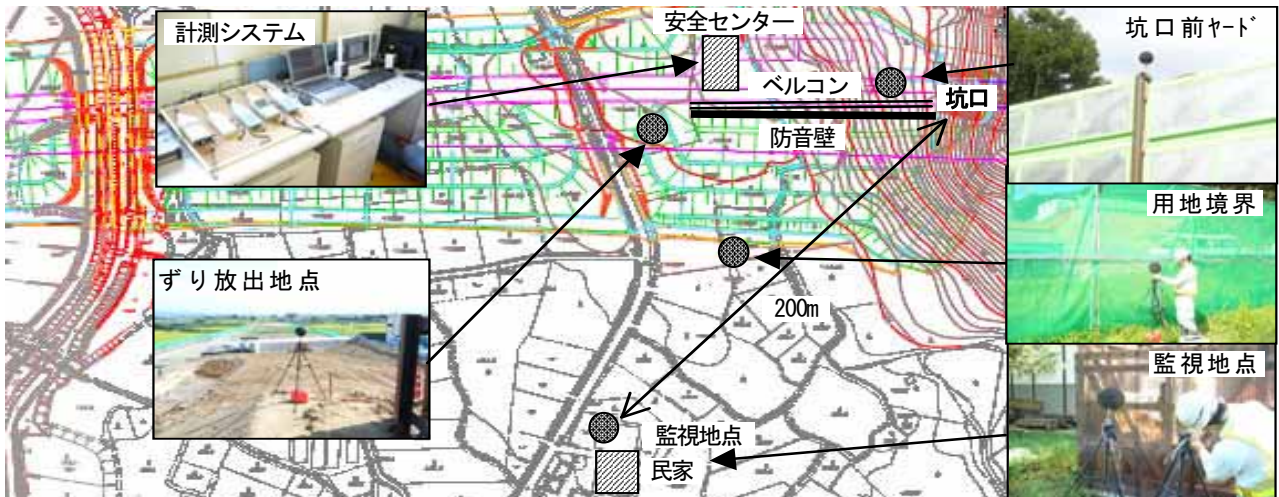 計測システム
安全センター
坑口前ﾔｰﾄﾞ
ベルコン
坑口
防音壁
用地境界
ずり放出地点
200m
監視地点
監視地点
民家